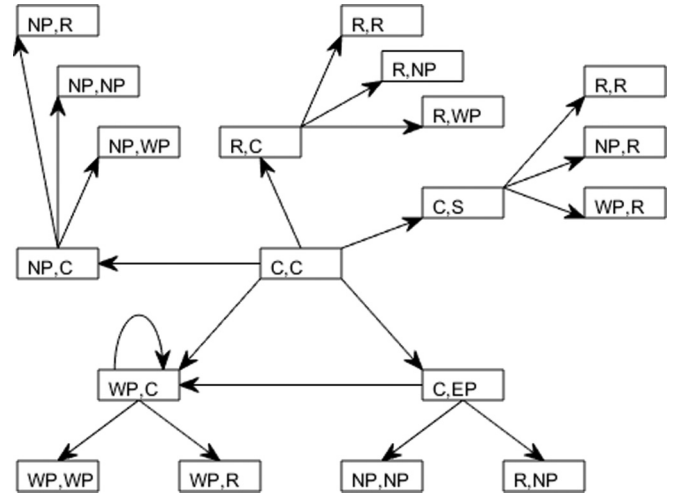 NP,R
R,R
R,NP
R,R
NP,NP
R,WP
NP,WP
R,C
NP,R
C,S
WP,R
NP,C
C,C
WP,C
C,EP
WP,WP
WP,R
NP,NP
R,NP